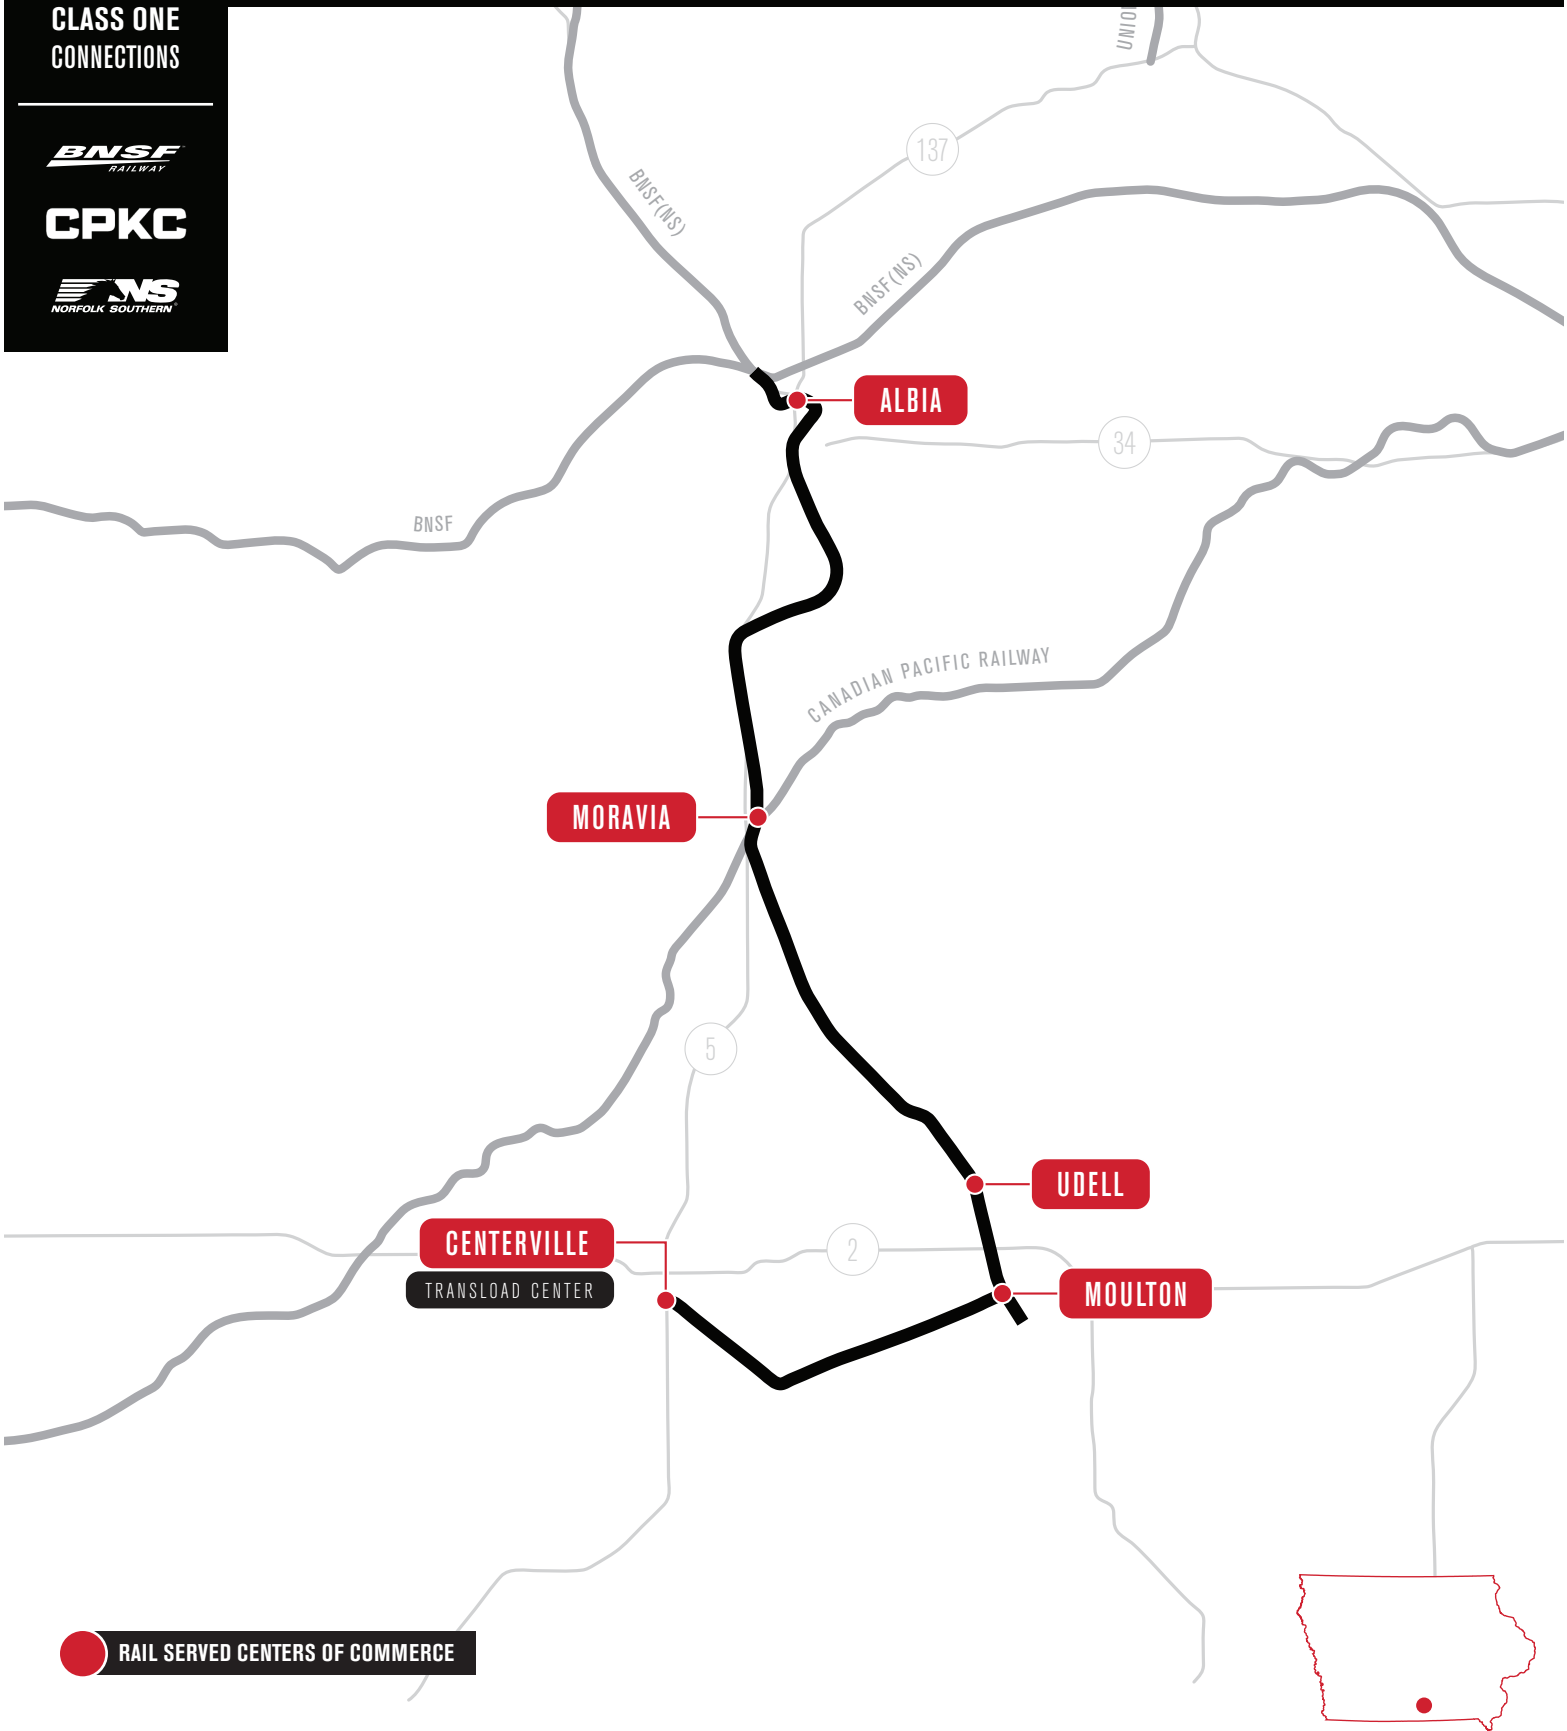 CLASS ONE
CONNECTIONS
BNSF
RAILWAY
CPKC
NS
NORFOLK SOUTHERN
UNIO
137
BNSF(NS)
BNSF(NS)
ALBIA
34
BNSF
CANADIAN PACIFIC RAILWAY
MORAVIA
5
UDELL
CENTERVILLE
TRANSLOAD CENTER
2
MOULTON
RAIL SERVED CENTERS OF COMMERCE